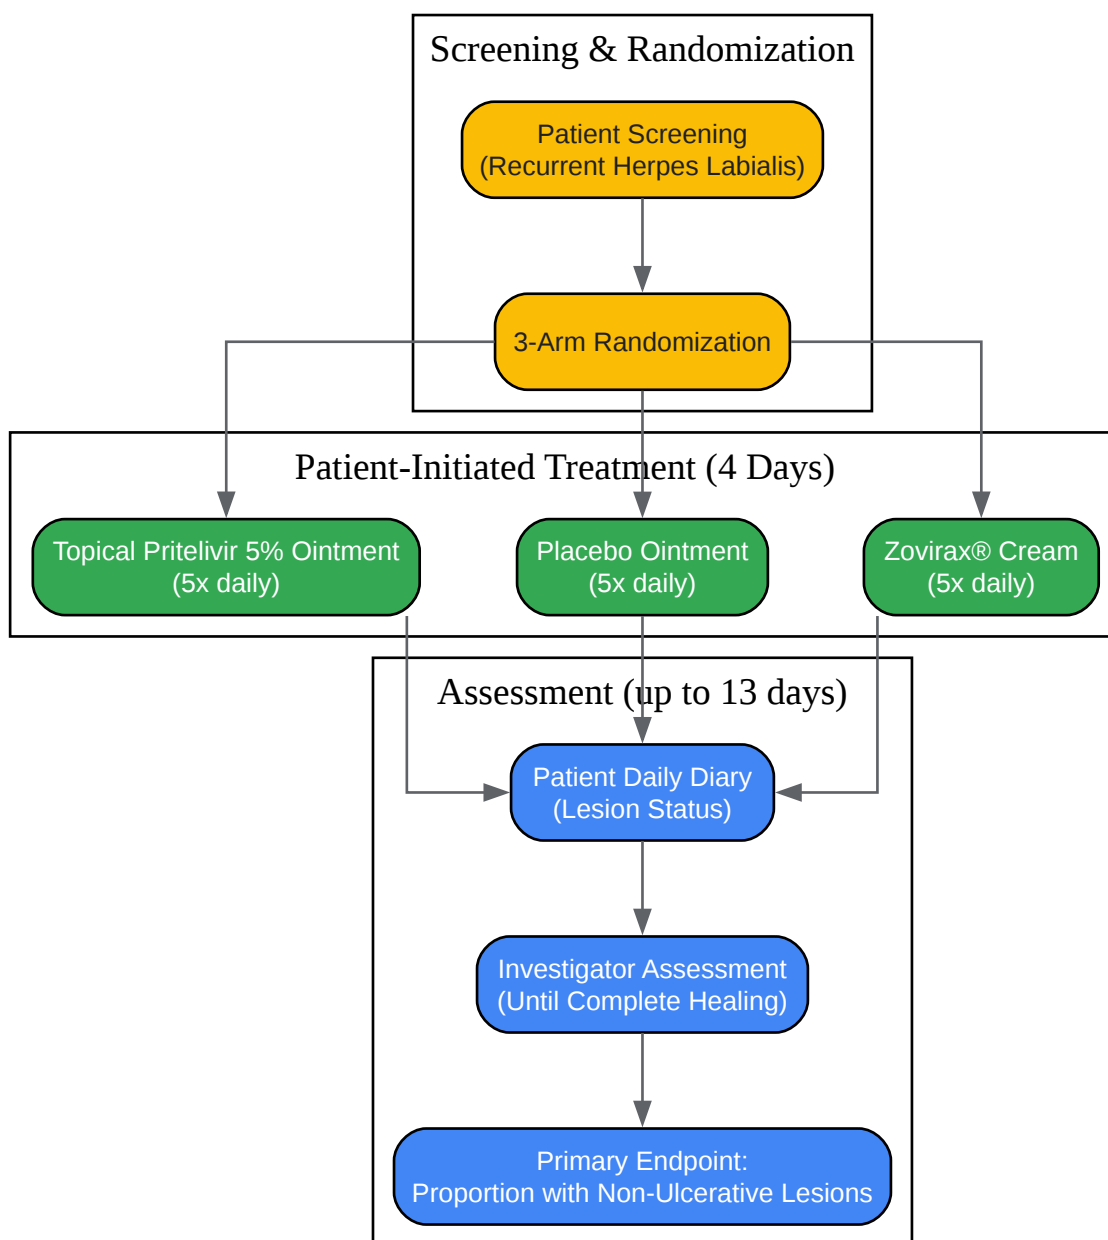 Screening & Randomization
Patient Screening
(Recurrent Herpes Labialis)
3-Arm Randomization
Patient-Initiated Treatment (4 Days)
Topical Pritelivir 5% Ointment
(5x daily)
Placebo Ointment
(5x daily)
Zovirax® Cream
(5x daily)
Assessment (up to 13 days)
Patient Daily Diary
(Lesion Status)
Investigator Assessment
(Until Complete Healing)
Primary Endpoint:
Proportion with Non-Ulcerative Lesions